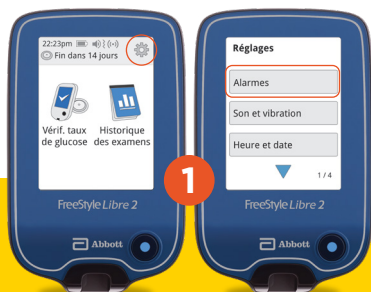 22:23pm
Fin dans 14 jours
Vérif. taux
de glucose
Historique
des examens
FreeStyle Libre 2
Abbott
1
Réglages
Alarmes
Son et vibration
Heure et date
1 / 4
FreeStyle Libre 2
Abbott